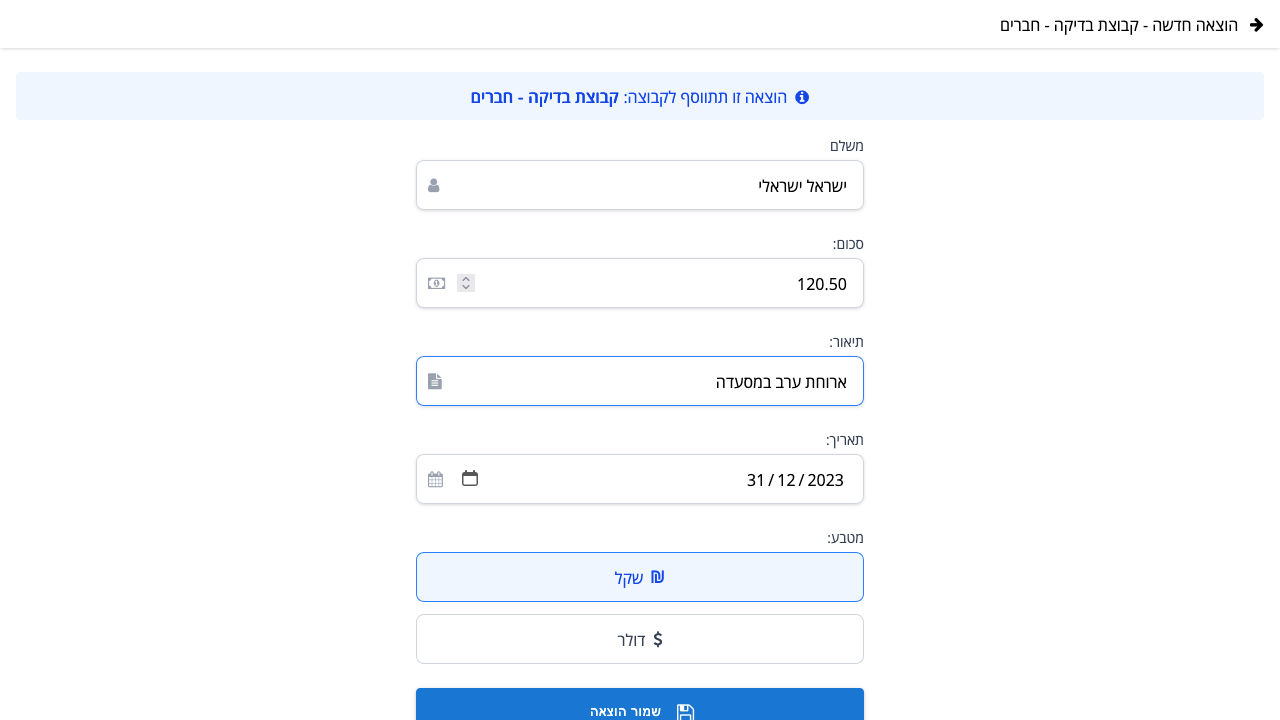 הוצאה חדשה - קבוצת בדיקה - חברים
הוצאה זו תתווסף לקבוצה: קבוצת בדיקה - חברים
משלם
ישראל ישראלי
סכום:
120.50
תיאור:
ארוחת ערב במסעדה
תאריך:
31 / 12 / 2023
מטבע:
₪ שקל
$ דולר
שמור הוצאה